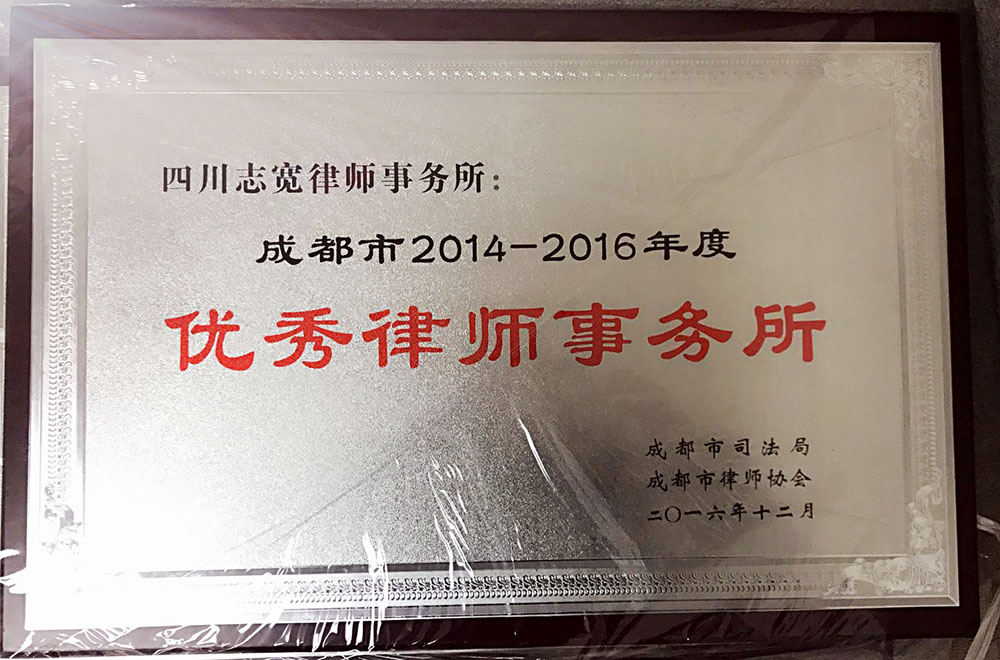 四川志宽律师事务所：
成都市2014-2016年度
优秀律师事务所
成都市司法局
成都市律师协会
二〇一六年十二月